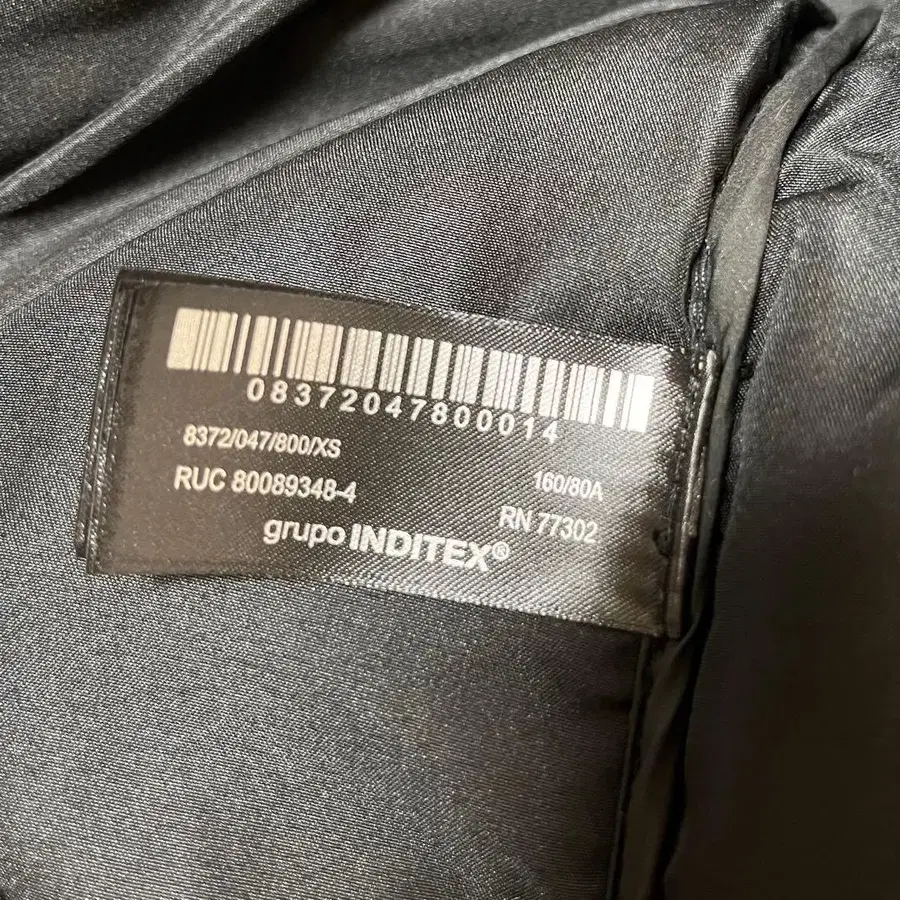 08372047800014
8372/047/800/XS
160/80A
RUC 80089348-4
RN 77302
grupo INDITEX®